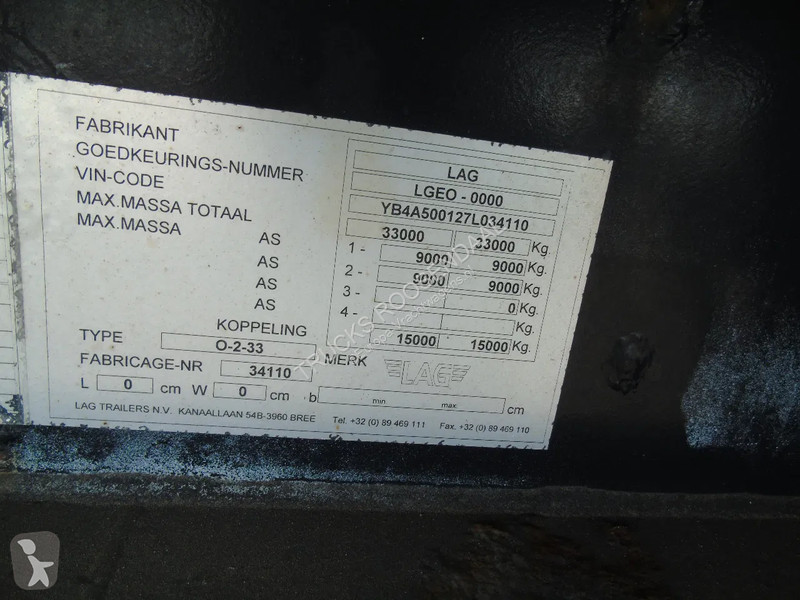 FABRIKANT LAG
GOEDKEURINGS-NUMMER LGEO - 0000
VIN-CODE YB4A500127L034110
MAX.MASSA TOTAAL 33000 33000 Kg.
MAX.MASSA AS 1 - 9000 9000 Kg.
AS 2 - 9000 9000 Kg.
AS 3 - 0 Kg.
AS 4 - Kg.
KOPPELING 15000 15000 Kg.
TYPE O-2-33
FABRICAGE-NR 34110 MERK LAG
L 0 cm W 0 cm b min. max. cm
LAG TRAILERS N.V. KANAALLAAN 54B-3960 BREE Tel. +32 (0) 89 469 111 Fax. +32 (0) 89 469 110
TRUCKS ROOSENDAAL